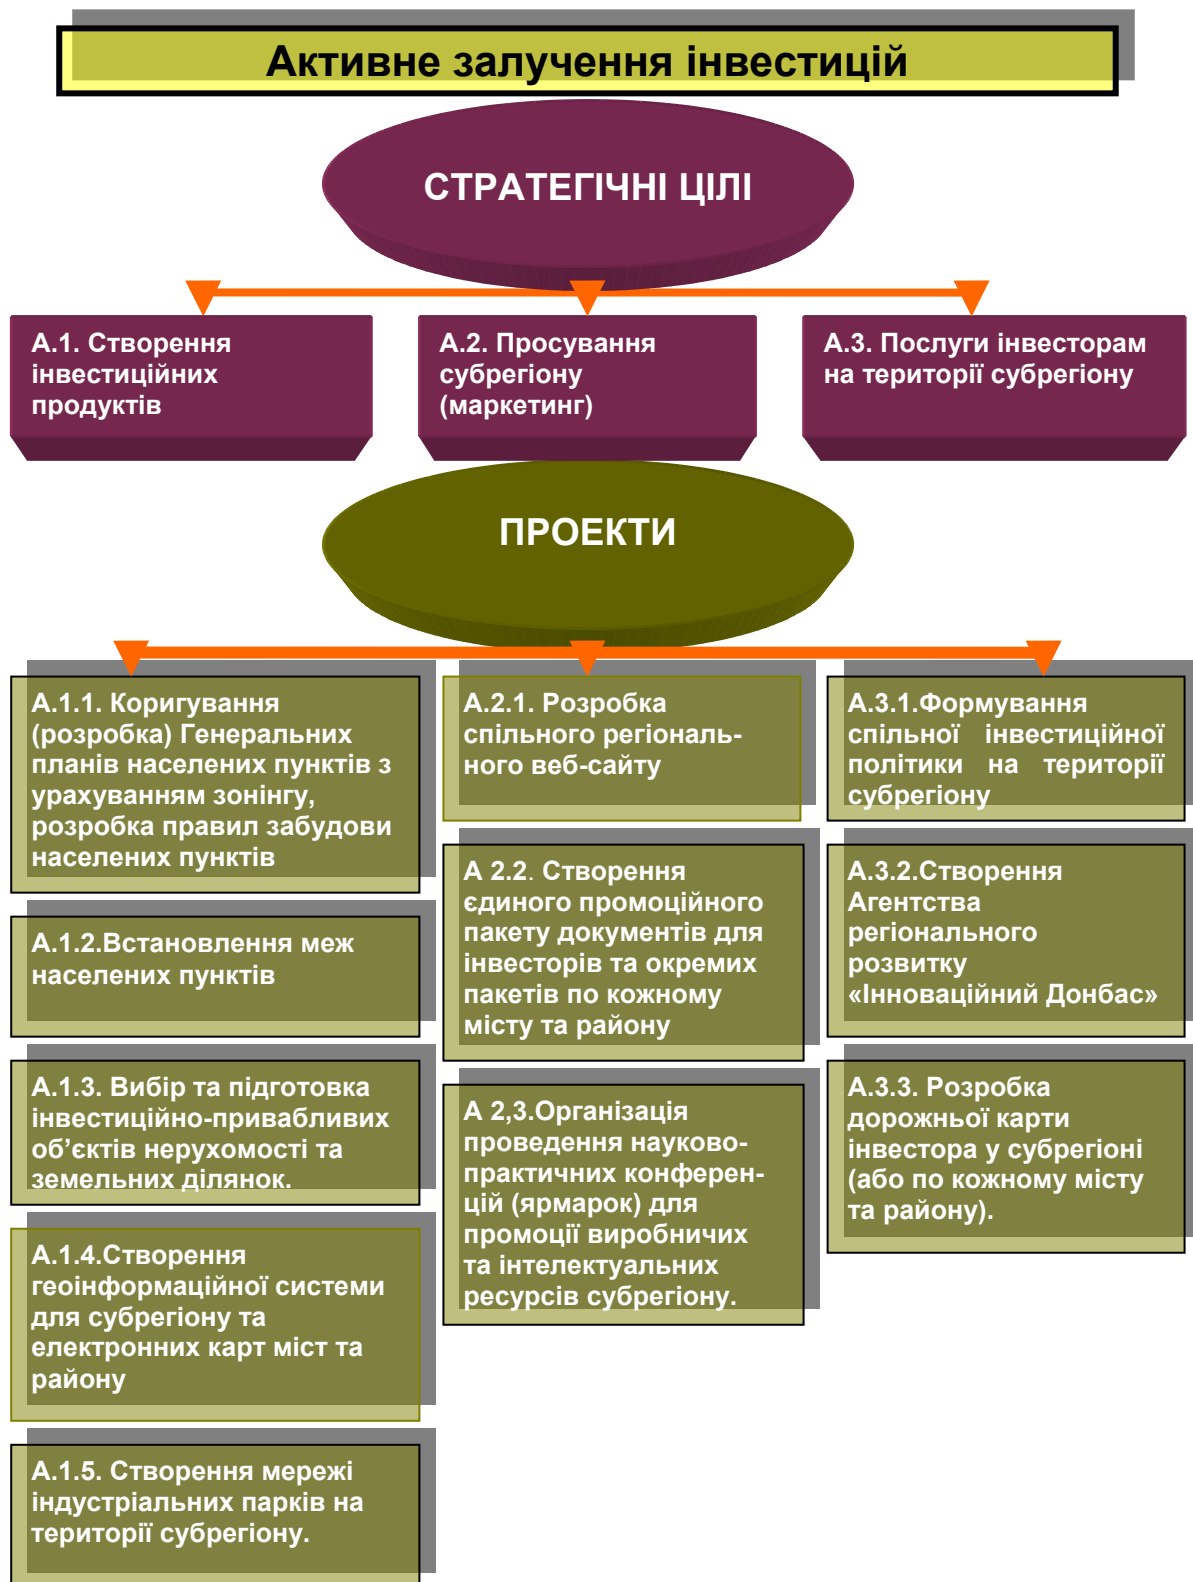 Активне залучення інвестицій
СТРАТЕГІЧНІ ЦІЛІ
А.1. Створення
інвестиційних
продуктів
А.2. Просування
субрегіону
(маркетинг)
А.3. Послуги інвесторам
на території субрегіону
ПРОЕКТИ
А.1.1. Коригування
(розробка) Генеральних
планів населених пунктів з
урахуванням зонінгу,
розробка правил забудови
населених пунктів
А.1.2.Встановлення меж
населених пунктів
А.1.3. Вибір та підготовка
інвестиційно-привабливих
об’єктів нерухомості та
земельних ділянок.
А.1.4.Створення
геоінформаційної системи
для субрегіону та
електронних карт міст та
району
А.1.5. Створення мережі
індустріальних парків на
території субрегіону.
А.2.1. Розробка
спільного регіональ-
ного веб-сайту
А 2.2. Створення
єдиного промоційного
пакету документів для
інвесторів та окремих
пакетів по кожному
місту та району
А 2,3.Організація
проведення науково-
практичних конферен-
цій (ярмарок) для
промоції виробничих
та інтелектуальних
ресурсів субрегіону.
А.3.1.Формування
спільної інвестиційної
політики на території
субрегіону
А.3.2.Створення
Агентства
регіонального
розвитку
«Інноваційний Донбас»
А.3.3. Розробка
дорожньої карти
інвестора у субрегіоні
(або по кожному місту
та району).